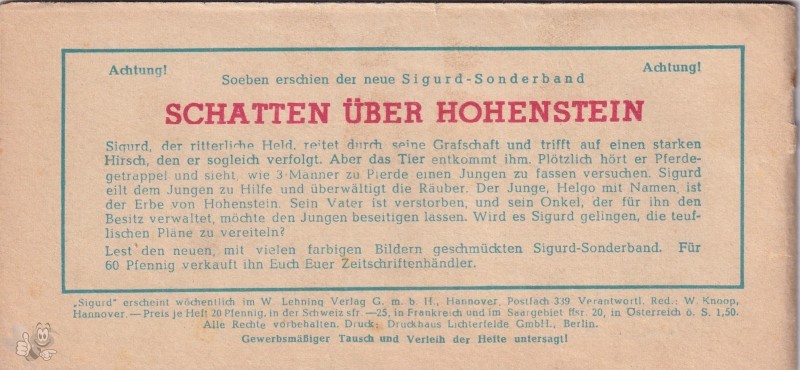 Achtung! Achtung!
Soeben erschien der neue Sigurd-Sonderband
SCHATTEN ÜBER HOHENSTEIN
Sigurd, der ritterliche Held, reitet durch seine Grafschaft und trifft auf einen starken
Hirsch, den er sogleich verfolgt. Aber das Tier entkommt ihm. Plötzlich hört er Pferde-
getrappel und sieht, wie 3 Männer zu Pferde einen Jungen zu fassen versuchen. Sigurd
eilt dem Jungen zu Hilfe und überwältigt die Räuber. Der Junge, Helgo mit Namen, ist
der Erbe von Hohenstein. Sein Vater ist verstorben, und sein Onkel, der für ihn den
Besitz verwaltet, möchte den Jungen beseitigen lassen. Wird es Sigurd gelingen, die teuf-
lischen Pläne zu vereiteln?
Lest den neuen, mit vielen farbigen Bildern geschmückten Sigurd-Sonderband. Für
60 Pfennig verkauft ihn Euch Euer Zeitschriftenhändler.
„Sigurd" erscheint wöchentlich im W. Lehning Verlag G. m. b. H., Hannover, Postfach 339. Verantwortl. Red.: W. Knoop,
Hannover. — Preis je Heft 20 Pfennig, in der Schweiz sfr. —25, in Frankreich und im Saargebiet ffsr. 20, in Österreich ö. S. 1,50.
Alle Rechte vorbehalten. Druck: Druckhaus Lichterfelde GmbH., Berlin.
Gewerbsmäßiger Tausch und Verleih der Hefte untersagt!